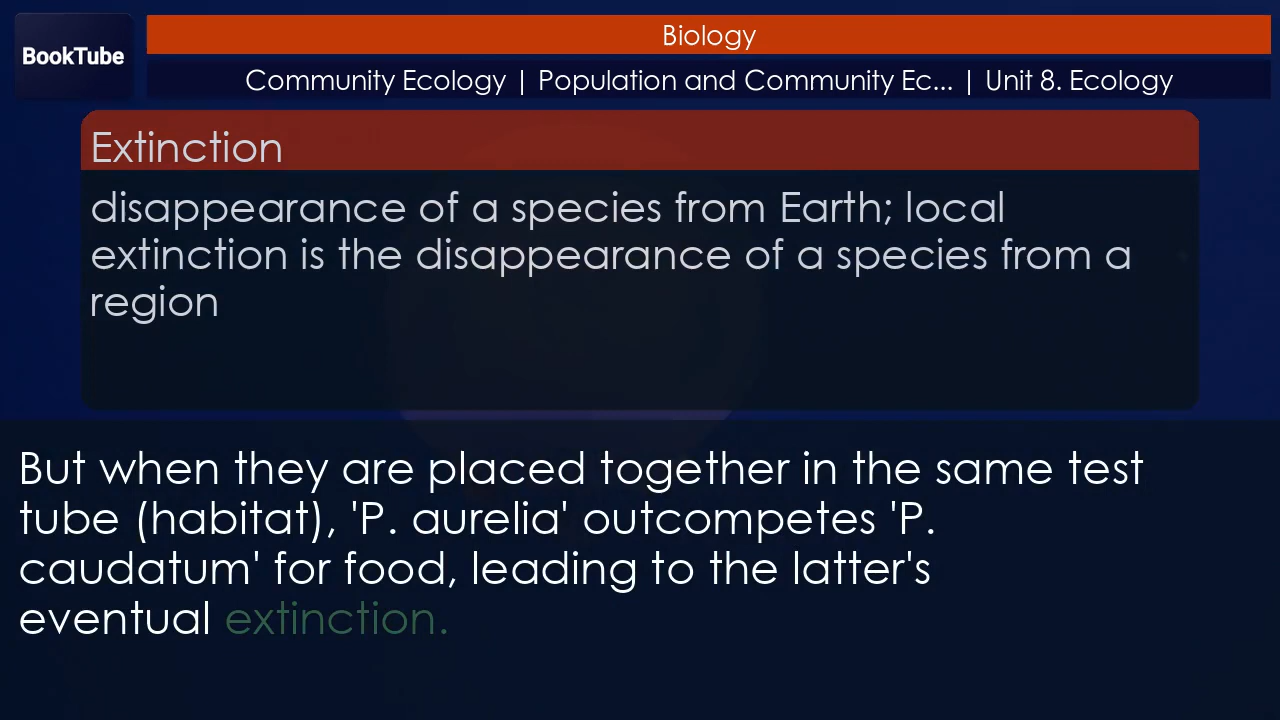 BookTube
Biology
Community Ecology | Population and Community Ec... | Unit 8. Ecology
Extinction
disappearance of a species from Earth; local
extinction is the disappearance of a species from a
region
But when they are placed together in the same test
tube (habitat), 'P. aurelia' outcompetes 'P.
caudatum' for food, leading to the latter's
eventual extinction.